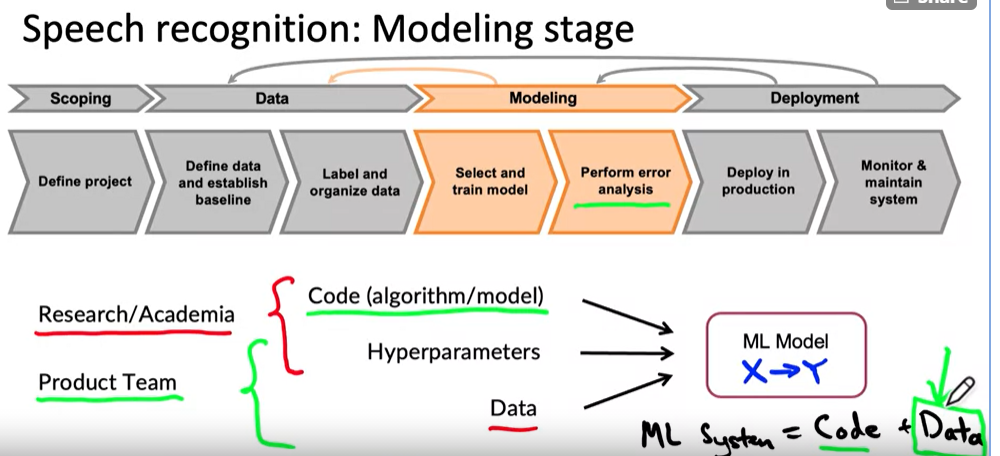 Share
Speech recognition: Modeling stage
Scoping
Data
Modeling
Deployment
Define project
Define data
and establish
baseline
Label and
organize data
Select and
train model
Perform error
analysis
Deploy in
production
Monitor &
maintain
system
Research/Academia
Product Team
Code (algorithm/model)
Hyperparameters
Data
ML Model
X→Y
ML System = Code + Data